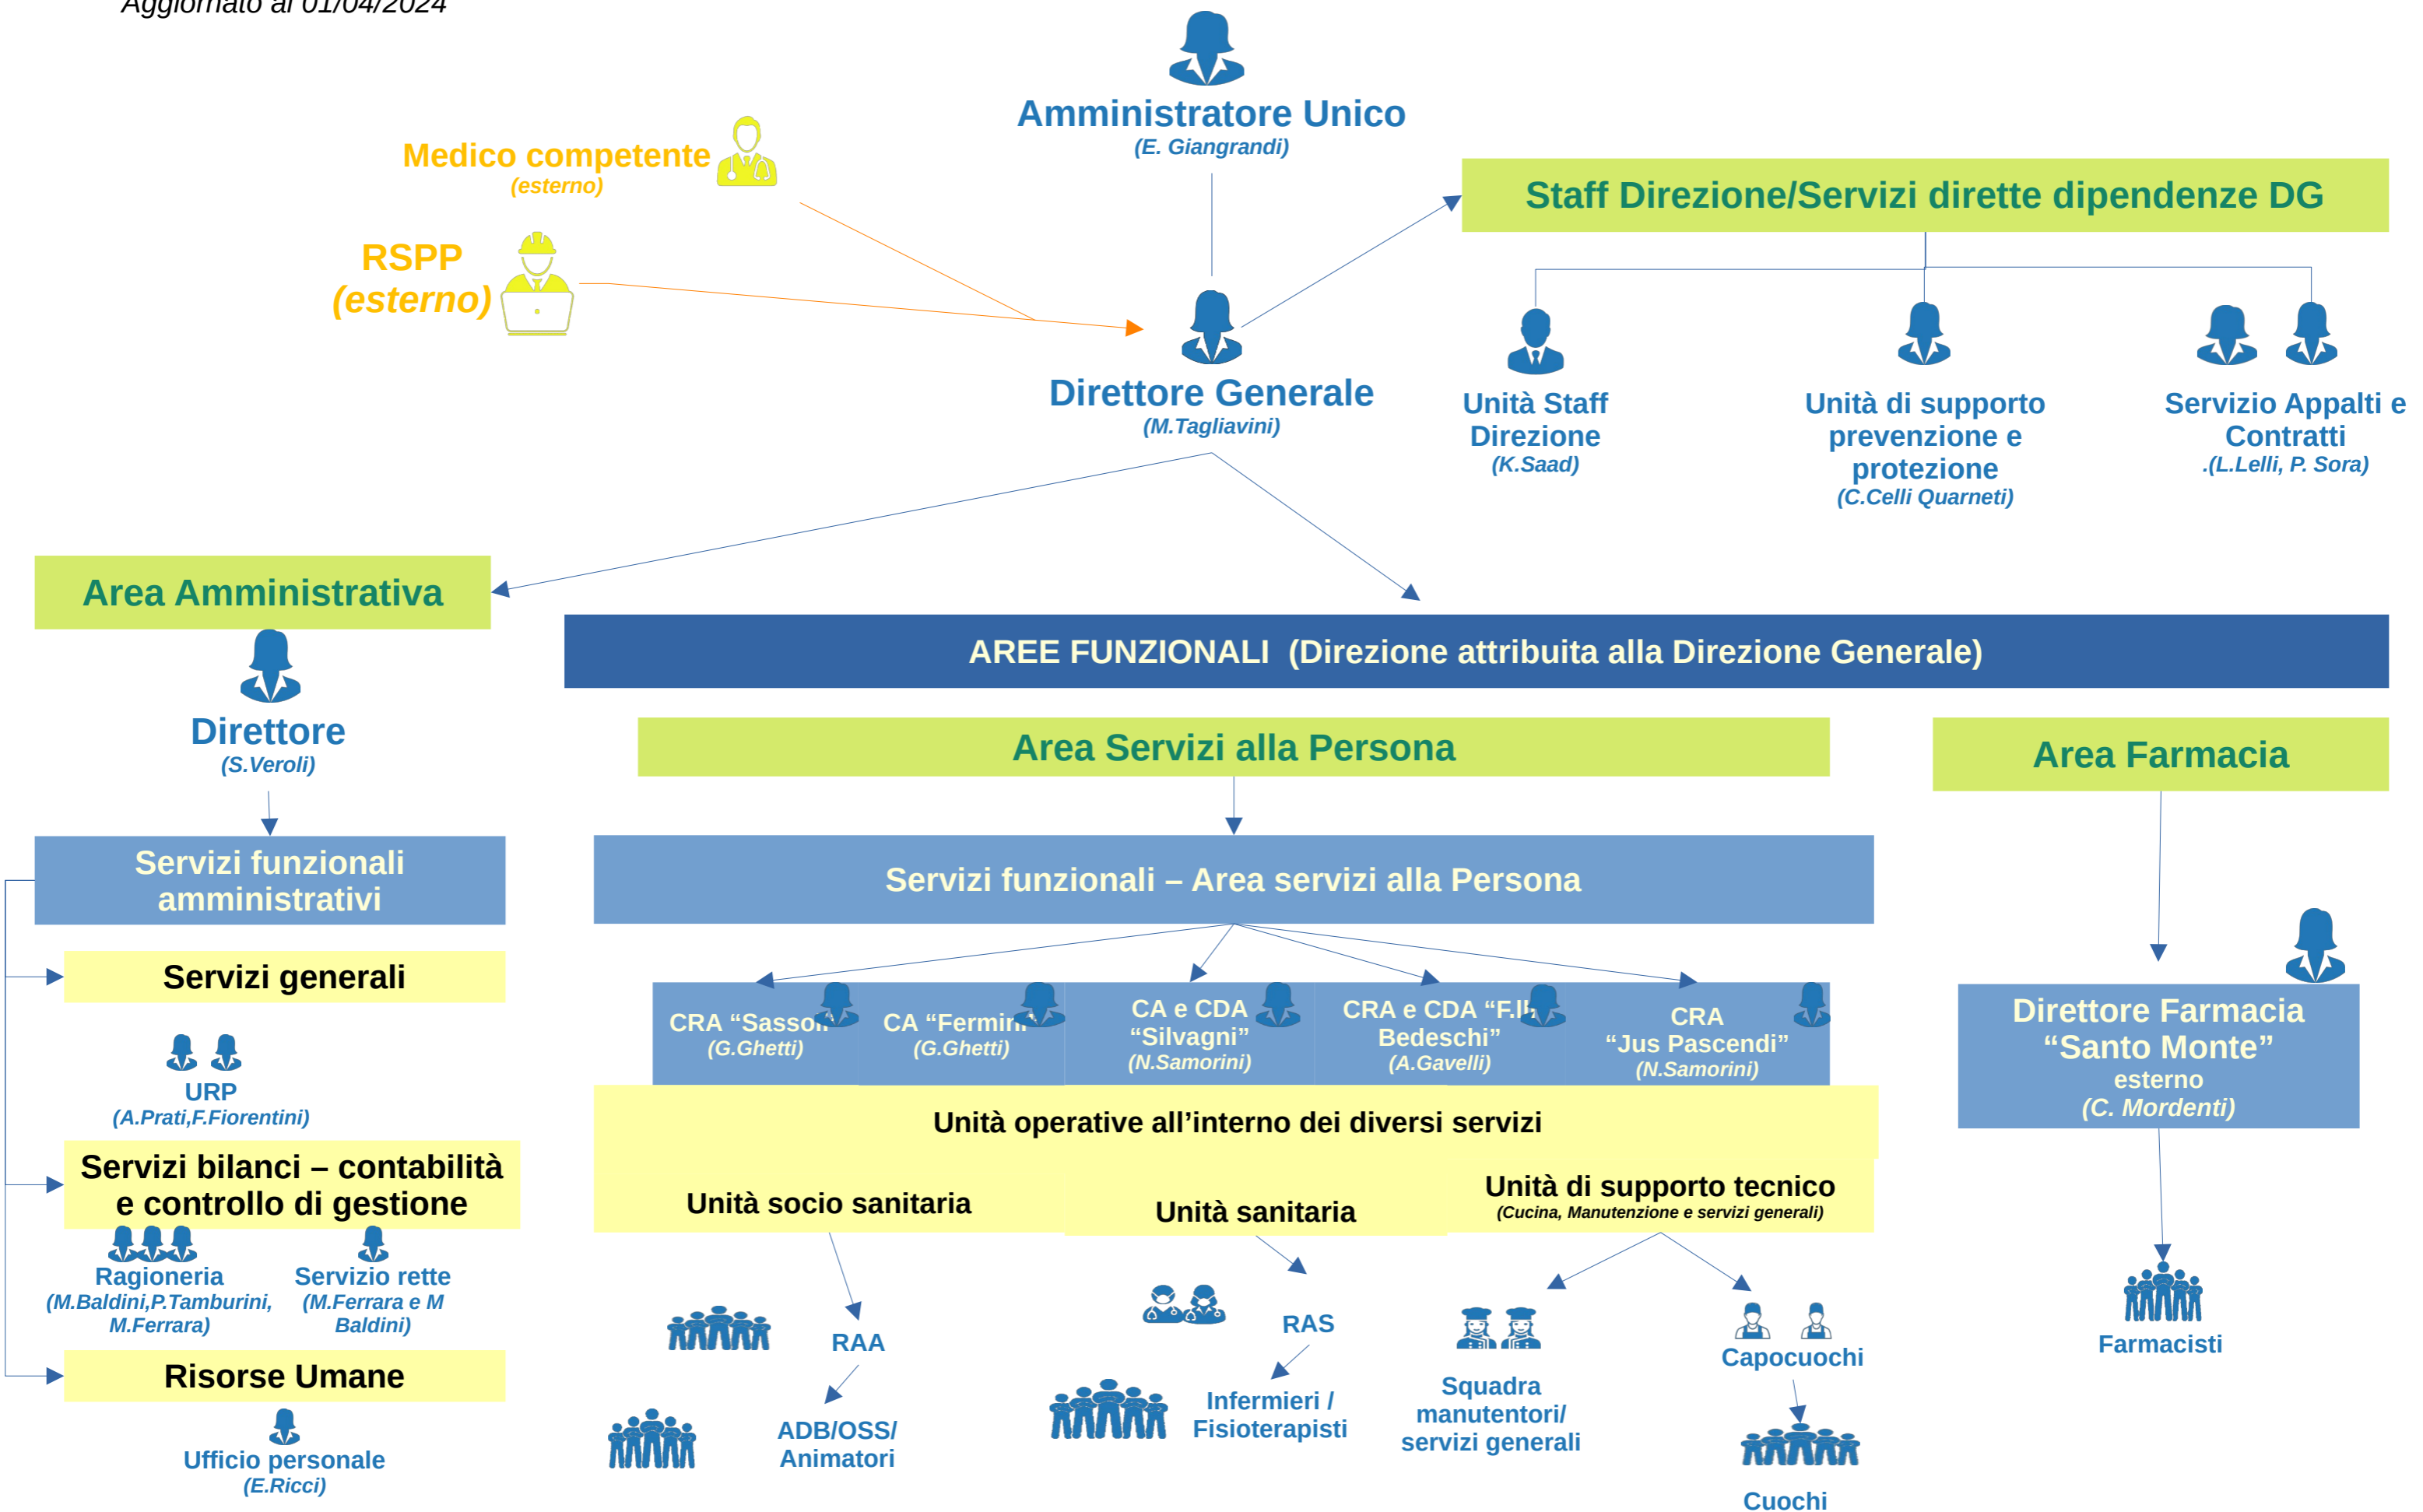 Aggiornato al 01/04/2024
Amministratore Unico
(E. Giangrandi)
Medico competente
(esterno)
RSPP
(esterno)
Staff Direzione/Servizi dirette dipendenze DG
Direttore Generale
(M.Tagliavini)
Unità Staff
Direzione
(K.Saad)
Unità di supporto
prevenzione e
protezione
(C.Celli Quarneti)
Servizio Appalti e
Contratti
.(L.Lelli, P. Sora)
Area Amministrativa
AREE FUNZIONALI (Direzione attribuita alla Direzione Generale)
Direttore
(S.Veroli)
Area Servizi alla Persona
Area Farmacia
Servizi funzionali
amministrativi
Servizi funzionali – Area servizi alla Persona
Servizi generali
URP
(A.Prati,F.Fiorentini)
Servizi bilanci – contabilità
e controllo di gestione
Ragioneria
(M.Baldini,P.Tamburini,
M.Ferrara)
Servizio rette
(M.Ferrara e M
Baldini)
Risorse Umane
Ufficio personale
(E.Ricci)
CRA “Sassoli”
(G.Ghetti)
CA “Fermini”
(G.Ghetti)
CA e CDA
“Silvagni”
(N.Samorini)
CRA e CDA “F.lli
Bedeschi”
(A.Gavelli)
CRA
“Jus Pascendi”
(N.Samorini)
Direttore Farmacia
“Santo Monte”
esterno
(C. Mordenti)
Unità operative all’interno dei diversi servizi
Unità socio sanitaria
Unità sanitaria
Unità di supporto tecnico
(Cucina, Manutenzione e servizi generali)
RAA
ADB/OSS/
Animatori
RAS
Infermieri /
Fisioterapisti
Squadra
manutentori/
servizi generali
Capocuochi
Cuochi
Farmacisti